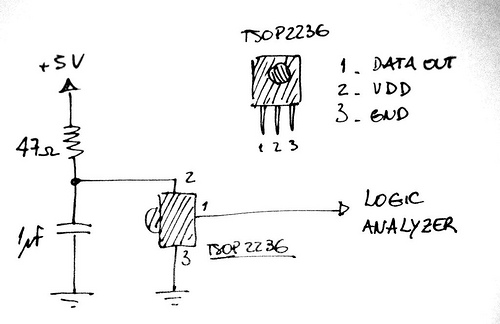 TSOP2236
+5V
1 - DATA OUT
2 - VDD
3 - GND
1 2 3
47Ω
2
1
LOGIC
ANALYZER
1µF
3
TSOP2236